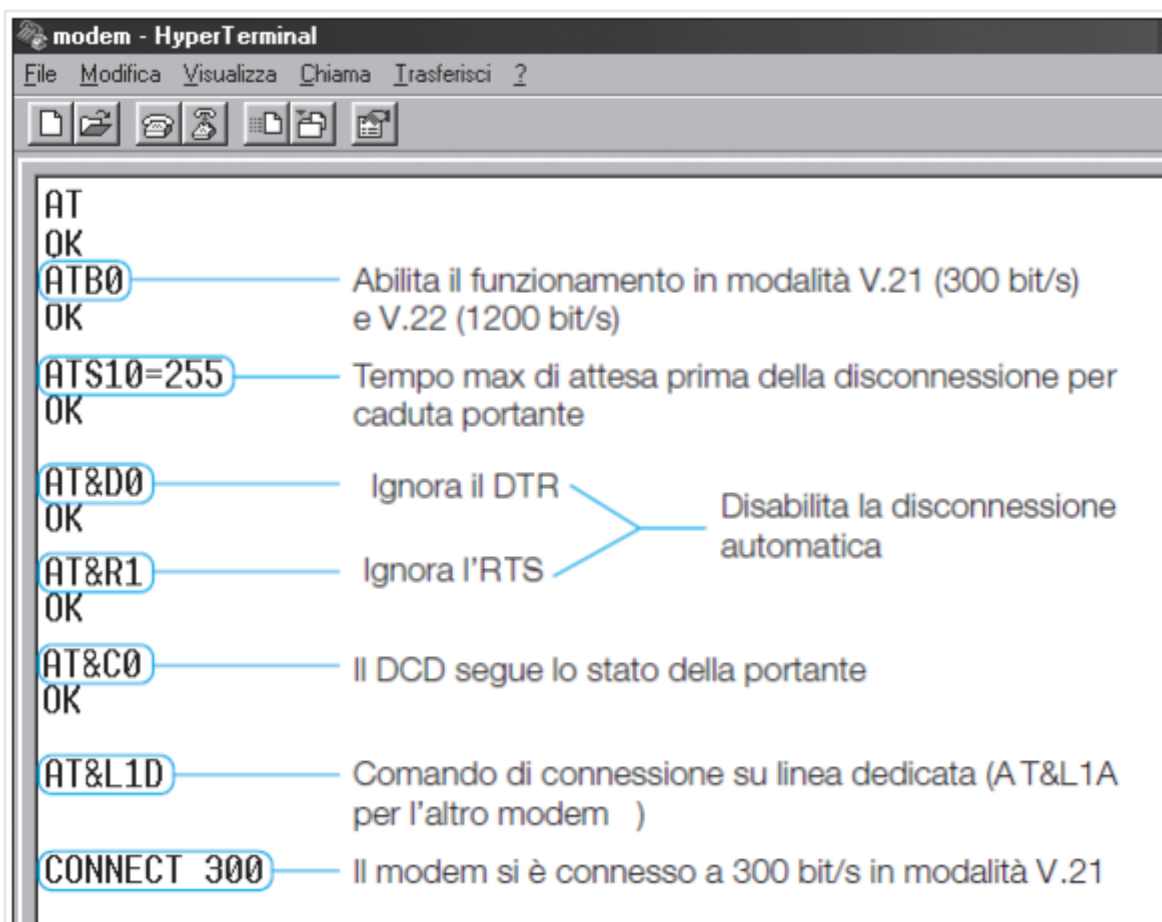 modem - HyperTerminal
File Modifica Visualizza Chiama Trasferisci ?
AT
OK
ATB0
OK
Abilita il funzionamento in modalità V.21 (300 bit/s)
e V.22 (1200 bit/s)
ATS10=255
OK
Tempo max di attesa prima della disconnessione per
caduta portante
AT&D0
OK
Ignora il DTR
AT&R1
OK
Ignora l'RTS
Disabilita la disconnessione
automatica
AT&C0
OK
Il DCD segue lo stato della portante
AT&L1D
Comando di connessione su linea dedicata (AT&L1A
per l'altro modem )
CONNECT 300
Il modem si è connesso a 300 bit/s in modalità V.21